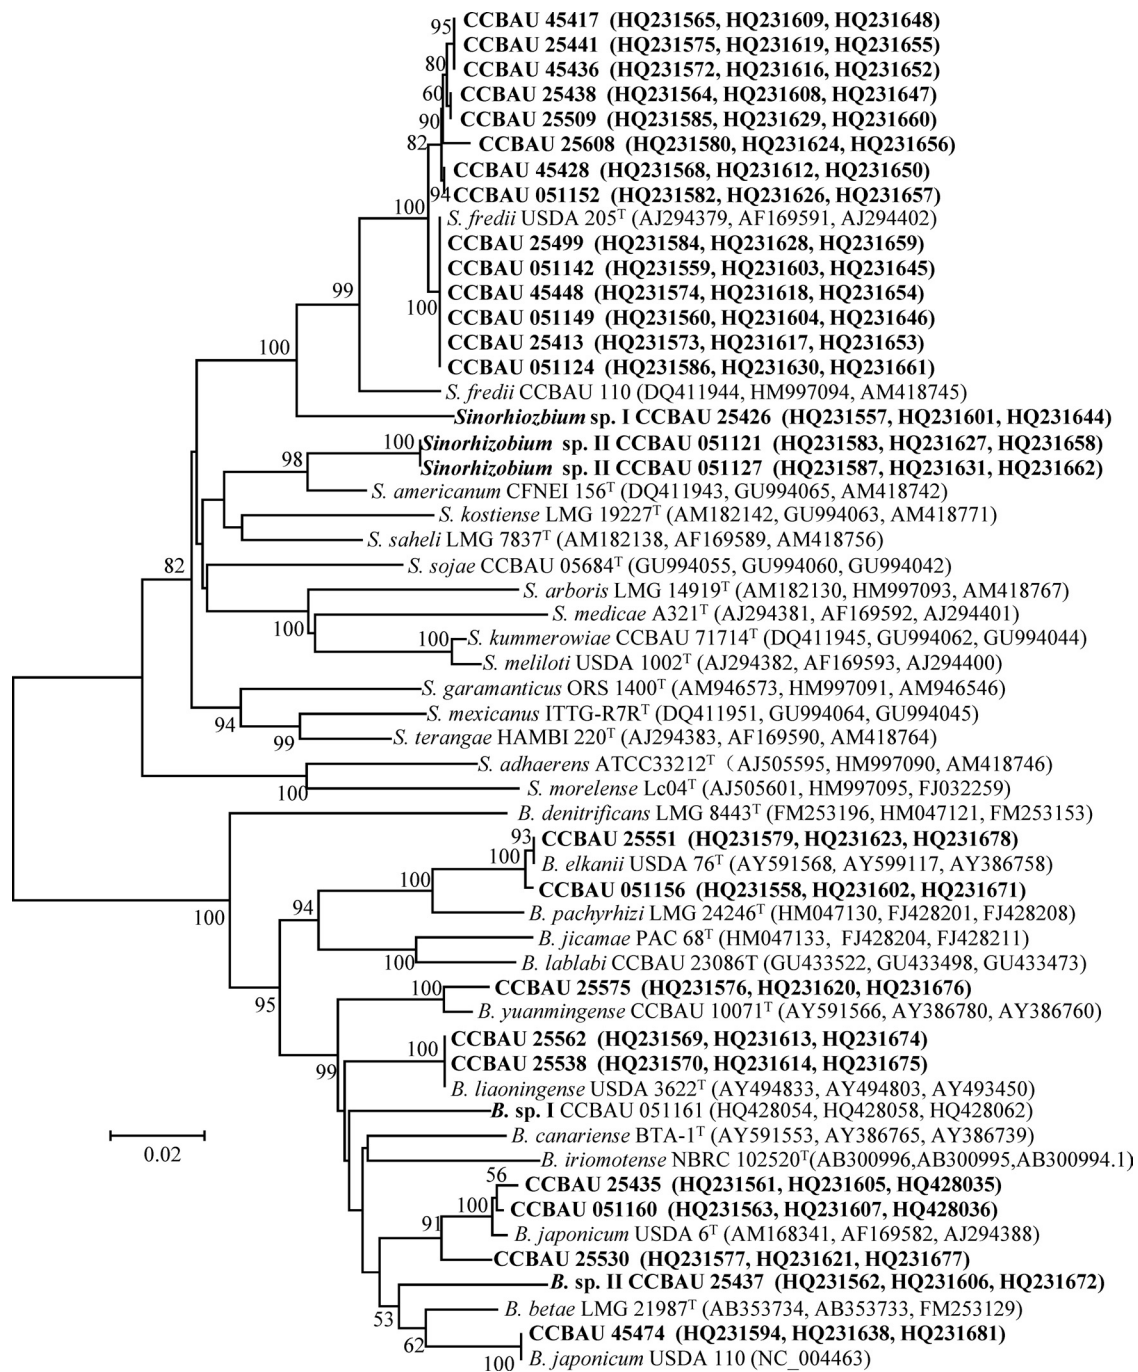 95
CCBAU 45417 (HQ231565, HQ231609, HQ231648)
CCBAU 25441 (HQ231575, HQ231619, HQ231655)
80
CCBAU 45436 (HQ231572, HQ231616, HQ231652)
60
CCBAU 25438 (HQ231564, HQ231608, HQ231647)
90
CCBAU 25509 (HQ231585, HQ231629, HQ231660)
82
CCBAU 25608 (HQ231580, HQ231624, HQ231656)
CCBAU 45428 (HQ231568, HQ231612, HQ231650)
94
CCBAU 051152 (HQ231582, HQ231626, HQ231657)
100
S. fredii USDA 205T (AJ294379, AF169591, AJ294402)
CCBAU 25499 (HQ231584, HQ231628, HQ231659)
CCBAU 051142 (HQ231559, HQ231603, HQ231645)
99
CCBAU 45448 (HQ231574, HQ231618, HQ231654)
100
CCBAU 051149 (HQ231560, HQ231604, HQ231646)
100
CCBAU 25413 (HQ231573, HQ231617, HQ231653)
CCBAU 051124 (HQ231586, HQ231630, HQ231661)
S. fredii CCBAU 110 (DQ411944, HM997094, AM418745)
Sinorhiozbium sp. I CCBAU 25426 (HQ231557, HQ231601, HQ231644)
100
Sinorhizobium sp. II CCBAU 051121 (HQ231583, HQ231627, HQ231658)
98
Sinorhizobium sp. II CCBAU 051127 (HQ231587, HQ231631, HQ231662)
S. americanum CFNEI 156T (DQ411943, GU994065, AM418742)
S. kostiense LMG 19227T (AM182142, GU994063, AM418771)
S. saheli LMG 7837T (AM182138, AF169589, AM418756)
82
S. sojae CCBAU 05684T (GU994055, GU994060, GU994042)
S. arboris LMG 14919T (AM182130, HM997093, AM418767)
S. medicae A321T (AJ294381, AF169592, AJ294401)
100
100
S. kummerowiae CCBAU 71714T (DQ411945, GU994062, GU994044)
S. meliloti USDA 1002T (AJ294382, AF169593, AJ294400)
S. garamanticus ORS 1400T (AM946573, HM997091, AM946546)
94
S. mexicanus ITTG-R7RT (DQ411951, GU994064, GU994045)
99
S. terangae HAMBI 220T (AJ294383, AF169590, AM418764)
S. adhaerens ATCC33212T （AJ505595, HM997090, AM418746)
100
S. morelense Lc04T (AJ505601, HM997095, FJ032259)
B. denitrificans LMG 8443T (FM253196, HM047121, FM253153)
93
CCBAU 25551 (HQ231579, HQ231623, HQ231678)
100
B. elkanii USDA 76T (AY591568, AY599117, AY386758)
100
CCBAU 051156 (HQ231558, HQ231602, HQ231671)
94
100
B. pachyrhizi LMG 24246T (HM047130, FJ428201, FJ428208)
B. jicamae PAC 68T (HM047133, FJ428204, FJ428211)
100
B. lablabi CCBAU 23086T (GU433522, GU433498, GU433473)
100
CCBAU 25575 (HQ231576, HQ231620, HQ231676)
95
B. yuanmingense CCBAU 10071T (AY591566, AY386780, AY386760)
CCBAU 25562 (HQ231569, HQ231613, HQ231674)
100
CCBAU 25538 (HQ231570, HQ231614, HQ231675)
99
B. liaoningense USDA 3622T (AY494833, AY494803, AY493450)
B. sp. I CCBAU 051161 (HQ428054, HQ428058, HQ428062)
B. canariense BTA-1T (AY591553, AY386765, AY386739)
0.02
B. iriomotense NBRC 102520T(AB300996,AB300995,AB300994.1)
56
CCBAU 25435 (HQ231561, HQ231605, HQ428035)
100
CCBAU 051160 (HQ231563, HQ231607, HQ428036)
91
B. japonicum USDA 6T (AM168341, AF169582, AJ294388)
CCBAU 25530 (HQ231577, HQ231621, HQ231677)
B. sp. II CCBAU 25437 (HQ231562, HQ231606, HQ231672)
53
B. betae LMG 21987T (AB353734, AB353733, FM253129)
62
CCBAU 45474 (HQ231594, HQ231638, HQ231681)
100
B. japonicum USDA 110 (NC_004463)